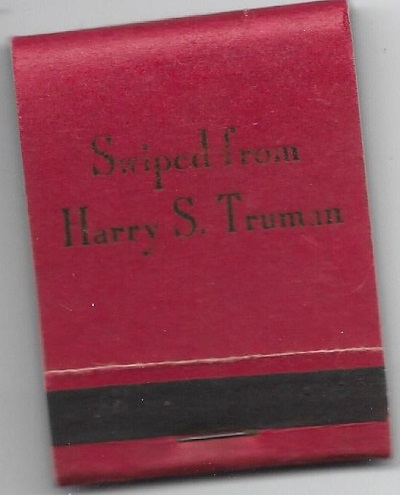 Swiped from
Harry S. Truman